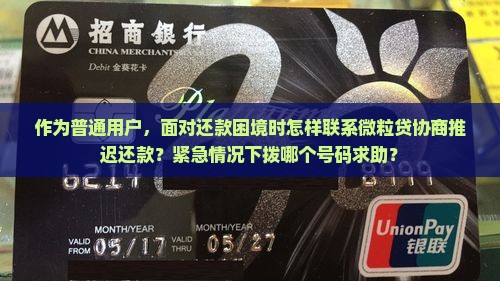 招商银行
CHINA MERCHANTS BANK
Debit 金葵花卡
作为普通用户，面对还款困境时怎样联系微粒贷协商推
迟还款？紧急情况下拨哪个号码求助？
6214 8899
MONTH/YEAR MONTH/YEAR
VALID FROM 05/17 VALID THRU 05/27
UnionPay
银联